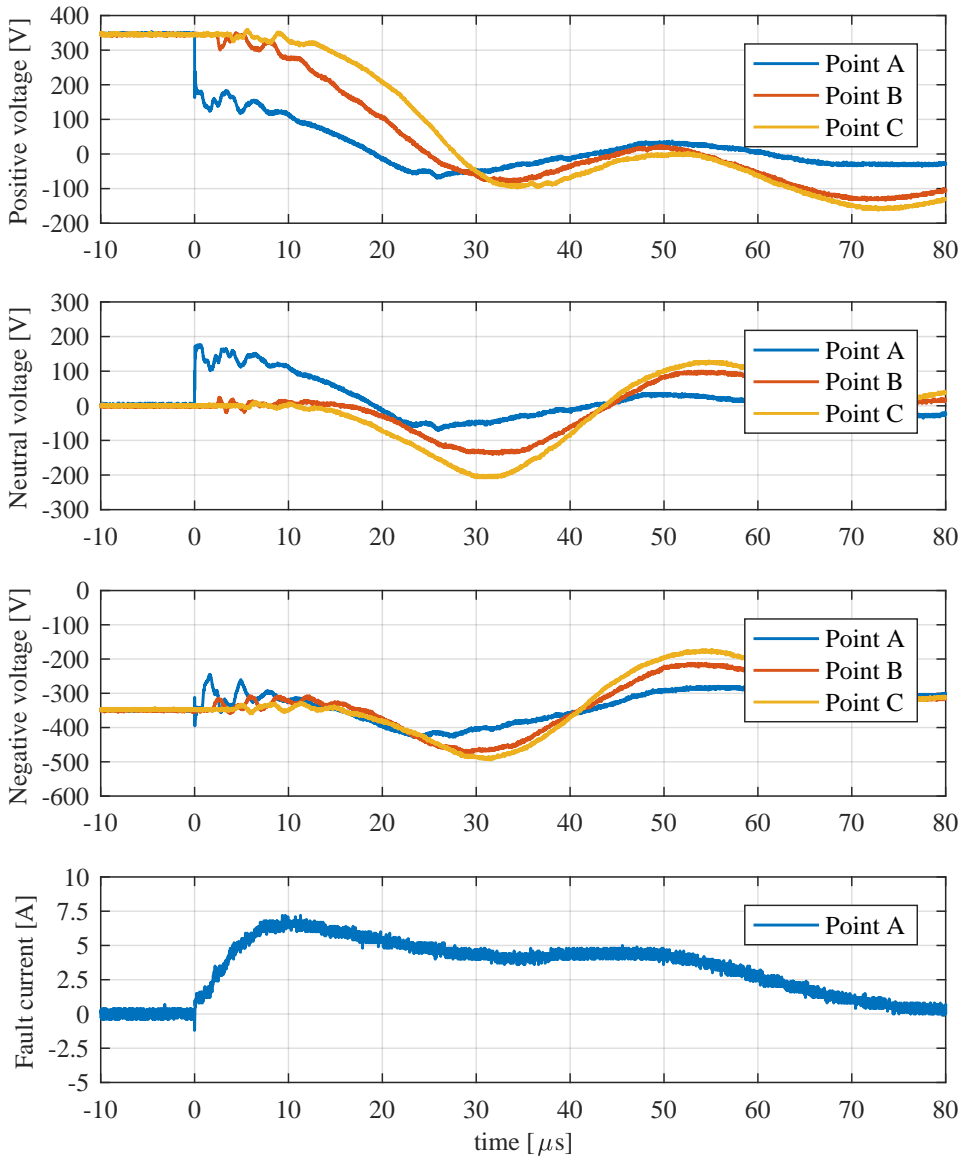 Positive voltage [V]
400
300
200
100
0
-100
-200
-10 0 10 20 30 40 50 60 70 80
Point A
Point B
Point C
Neutral voltage [V]
300
200
100
0
-100
-200
-300
-10 0 10 20 30 40 50 60 70 80
Point A
Point B
Point C
Negative voltage [V]
0
-100
-200
-300
-400
-500
-600
-10 0 10 20 30 40 50 60 70 80
Point A
Point B
Point C
Fault current [A]
10
7.5
5
2.5
0
-2.5
-5
-10 0 10 20 30 40 50 60 70 80
Point A
time [μs]